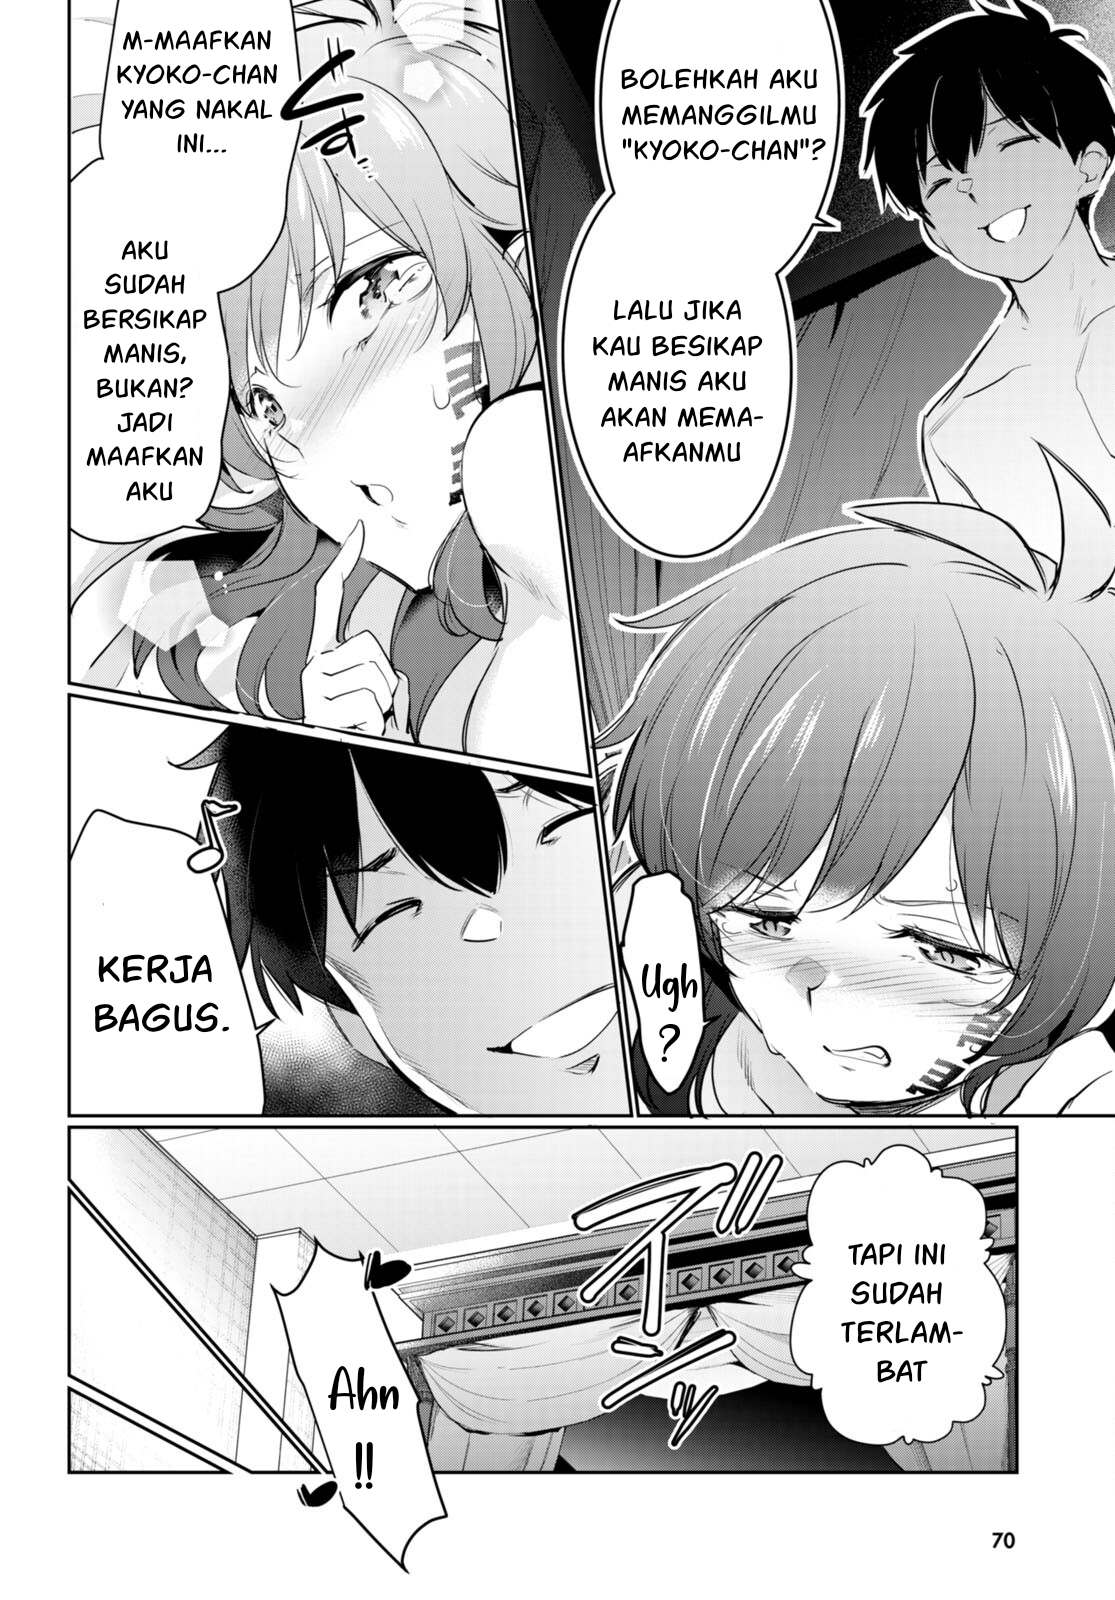 BOLEHKAH AKU
MEMANGGILMU
"KYOKO-CHAN"?
LALU JIKA
KAU BESIKAP
MANIS AKU
AKAN MEMA-
AFKANMU
Ugh
?
M-MAAFKAN
KYOKO-CHAN
YANG NAKAL
INI...
AKU
SUDAH
BERSIKAP
MANIS,
BUKAN?
JADI
MAAFKAN
AKU
KERJA
BAGUS.
TAPI INI
SUDAH
TERLAM-
BAT
Ahn
!!
70